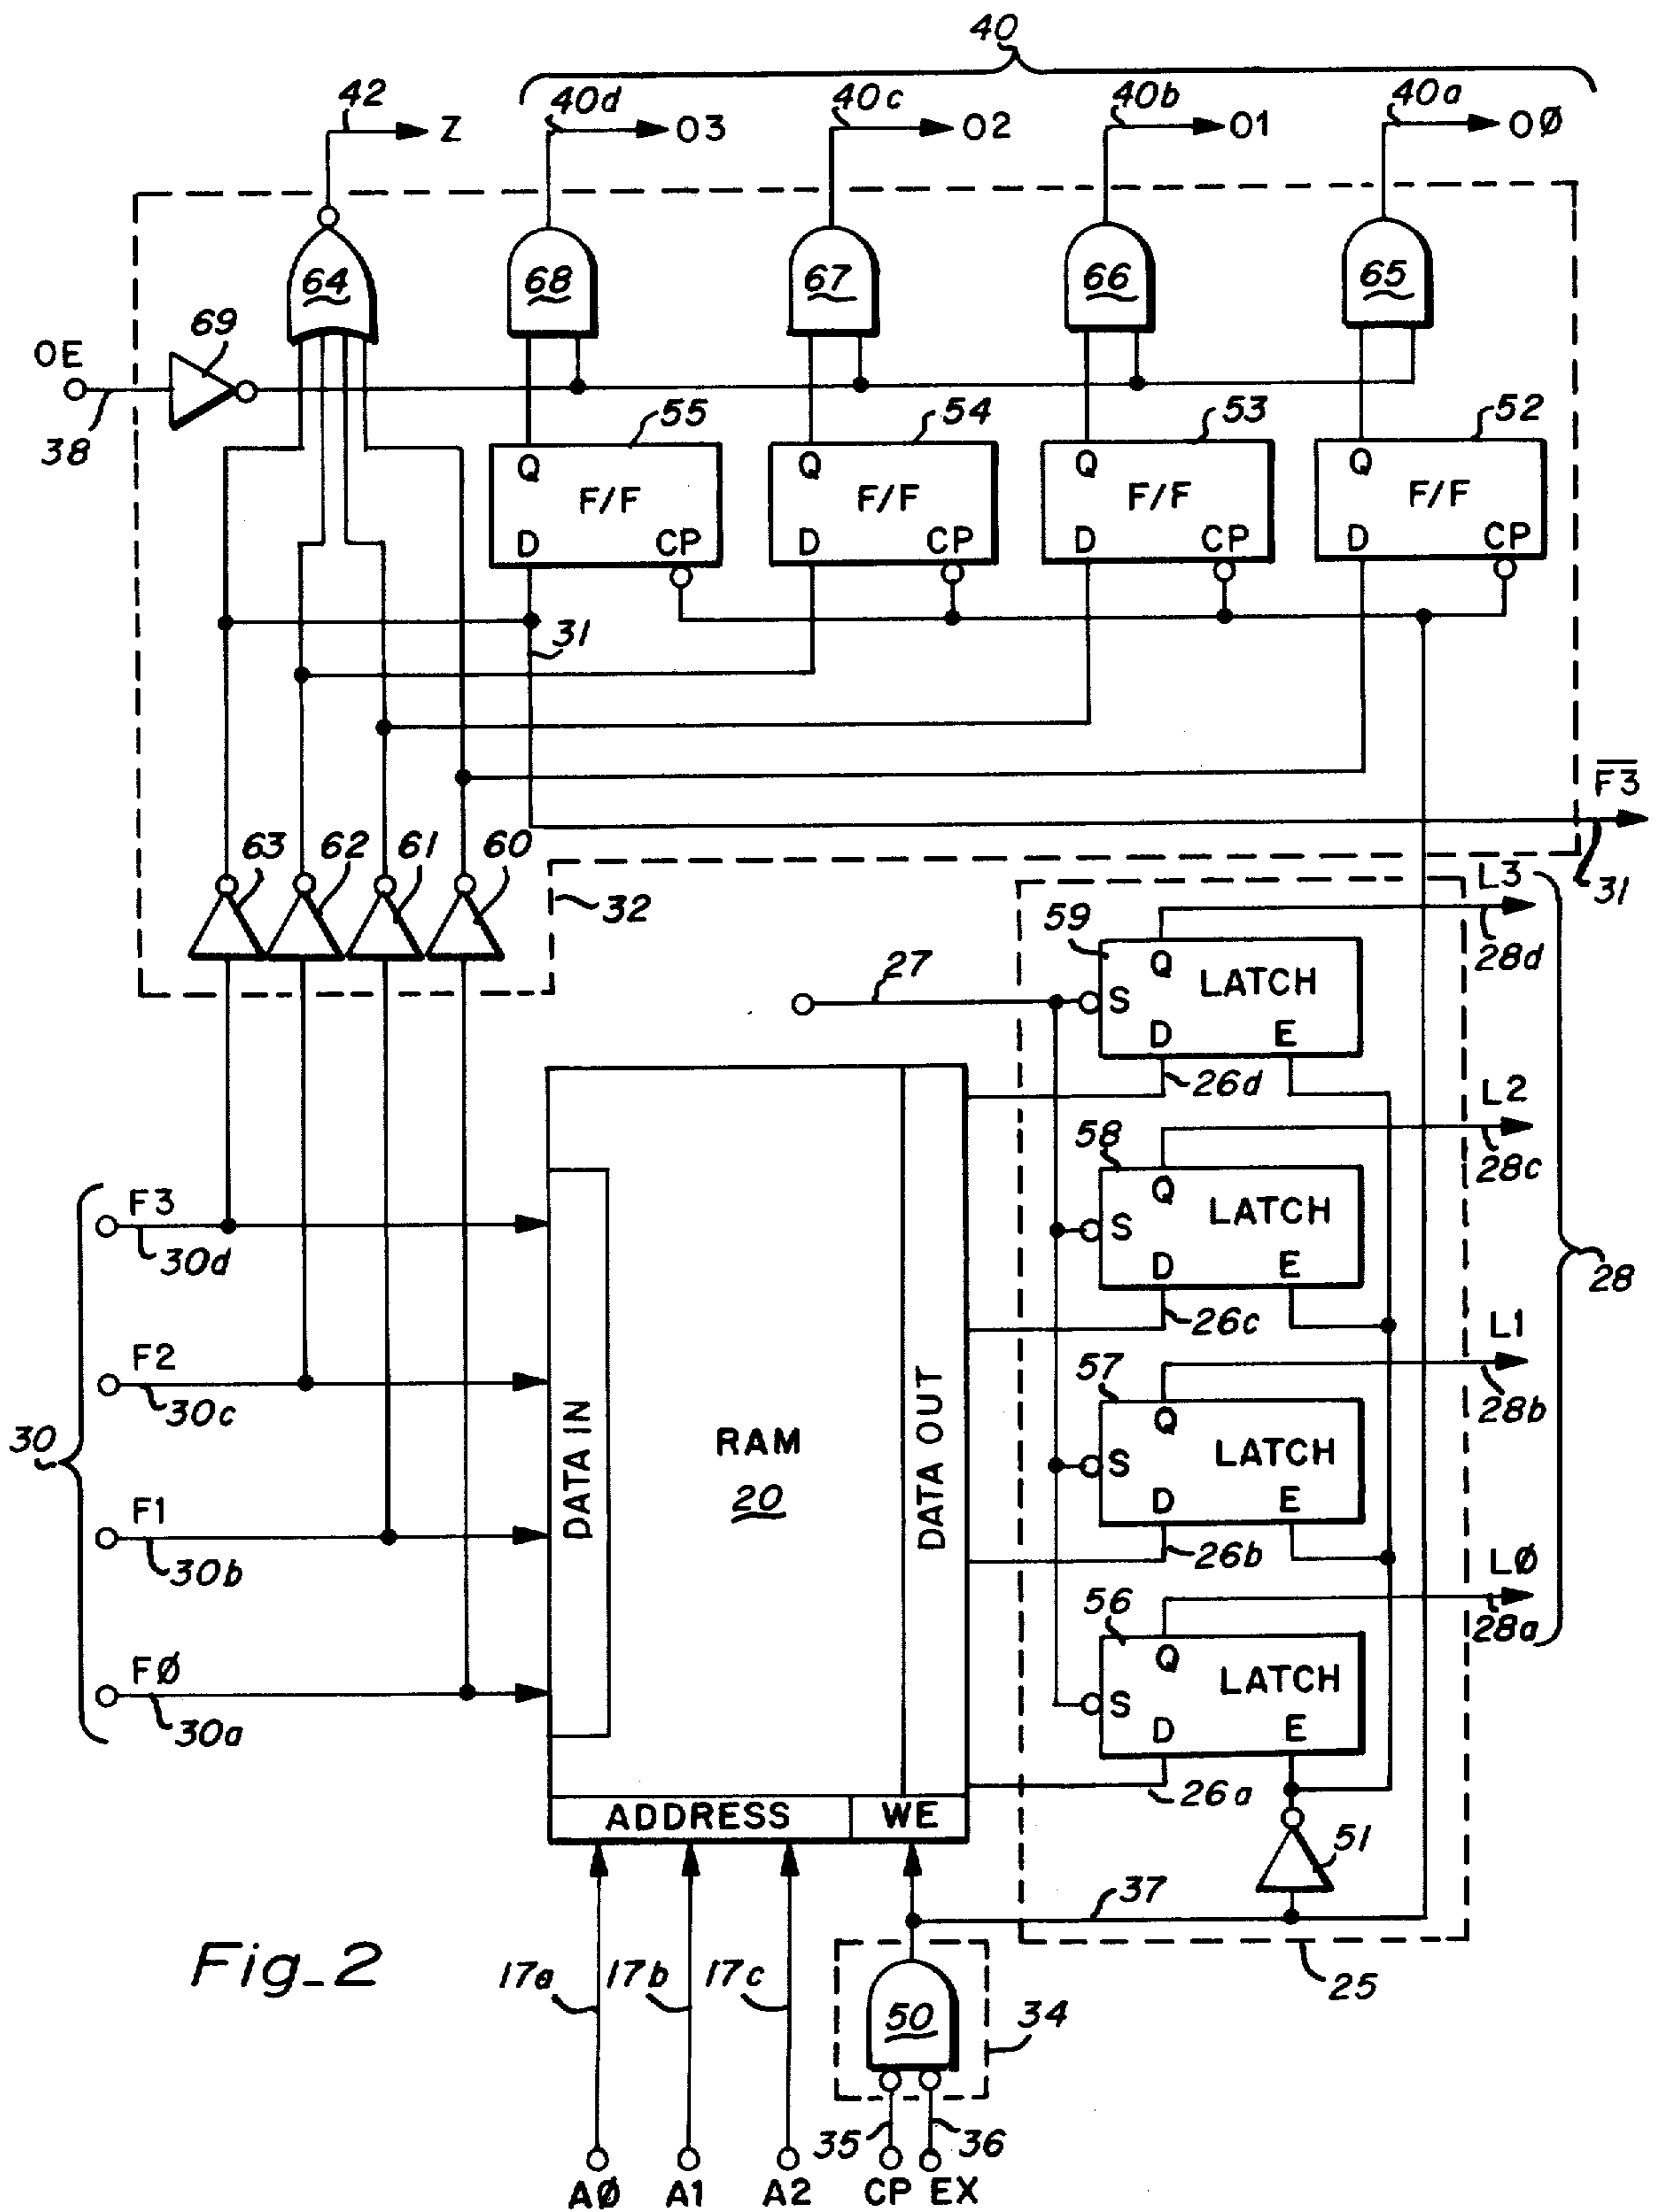 40
42
Z
40d
O3
40c
O2
40b
O1
40a
OØ
64
68
67
66
65
69
OE
38
55
54
53
52
Q
F/F
D
CP
Q
F/F
D
CP
Q
F/F
D
CP
Q
F/F
D
CP
31
F̅3̅
31
63
62
61
60
32
27
59
Q
LATCH
S
D
E
26d
L3
28d
58
Q
LATCH
S
D
E
26c
L2
28c
57
Q
LATCH
S
D
E
26b
L1
28b
56
Q
LATCH
S
D
E
26a
LØ
28a
28
30
F3
30d
F2
30c
F1
30b
FØ
30a
DATA IN
RAM
20
DATA OUT
ADDRESS
WE
51
37
25
Fig_2
17a
17b
17c
50
34
35
36
AØ
A1
A2
CP
EX